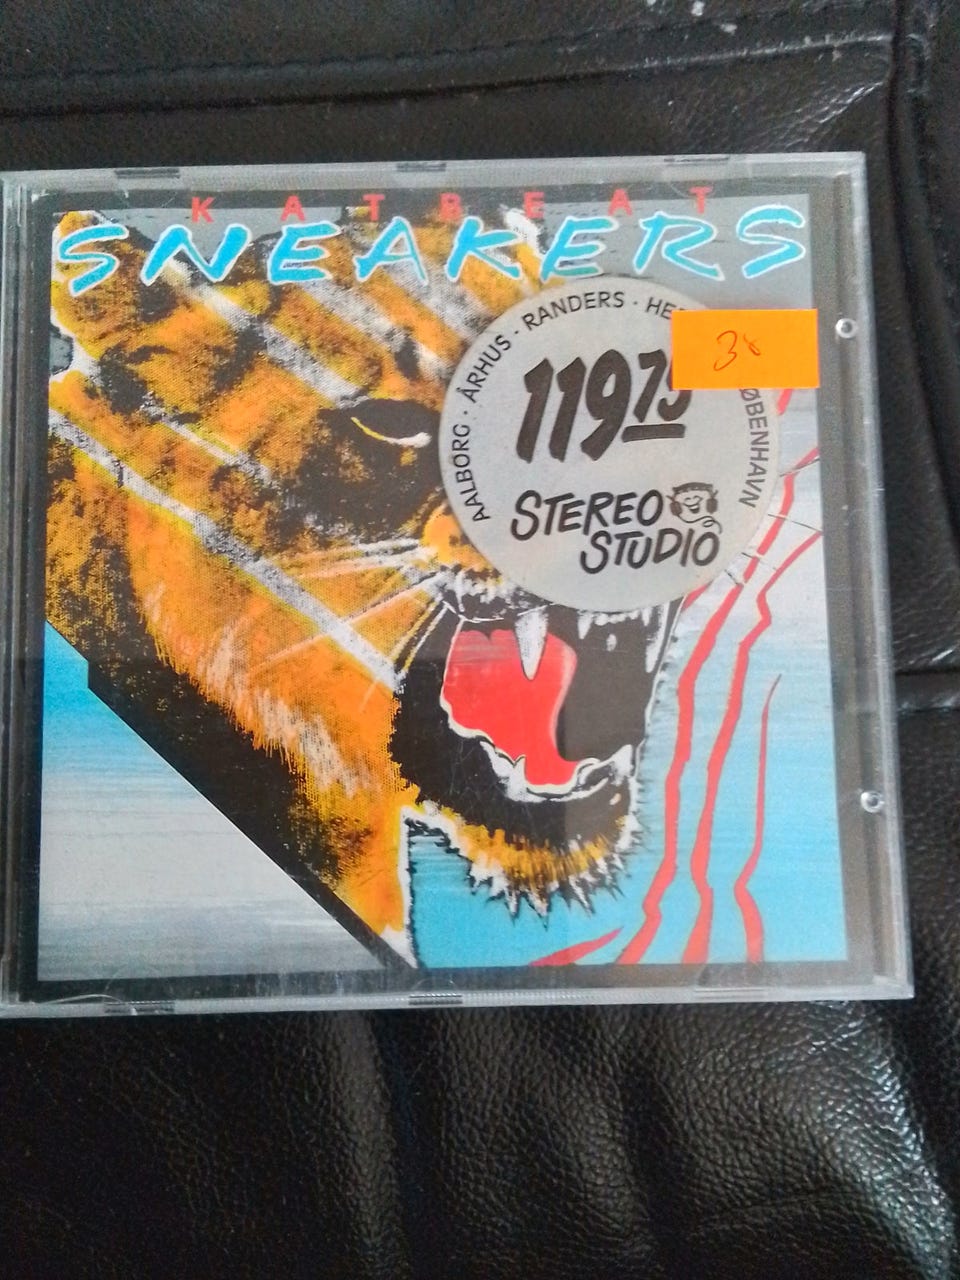 KATBEAT
SNEAKERS
AALBORG · ÅRHUS · RANDERS · HE
ØBENHAVN
119 75
38
STEREO
STUDIO